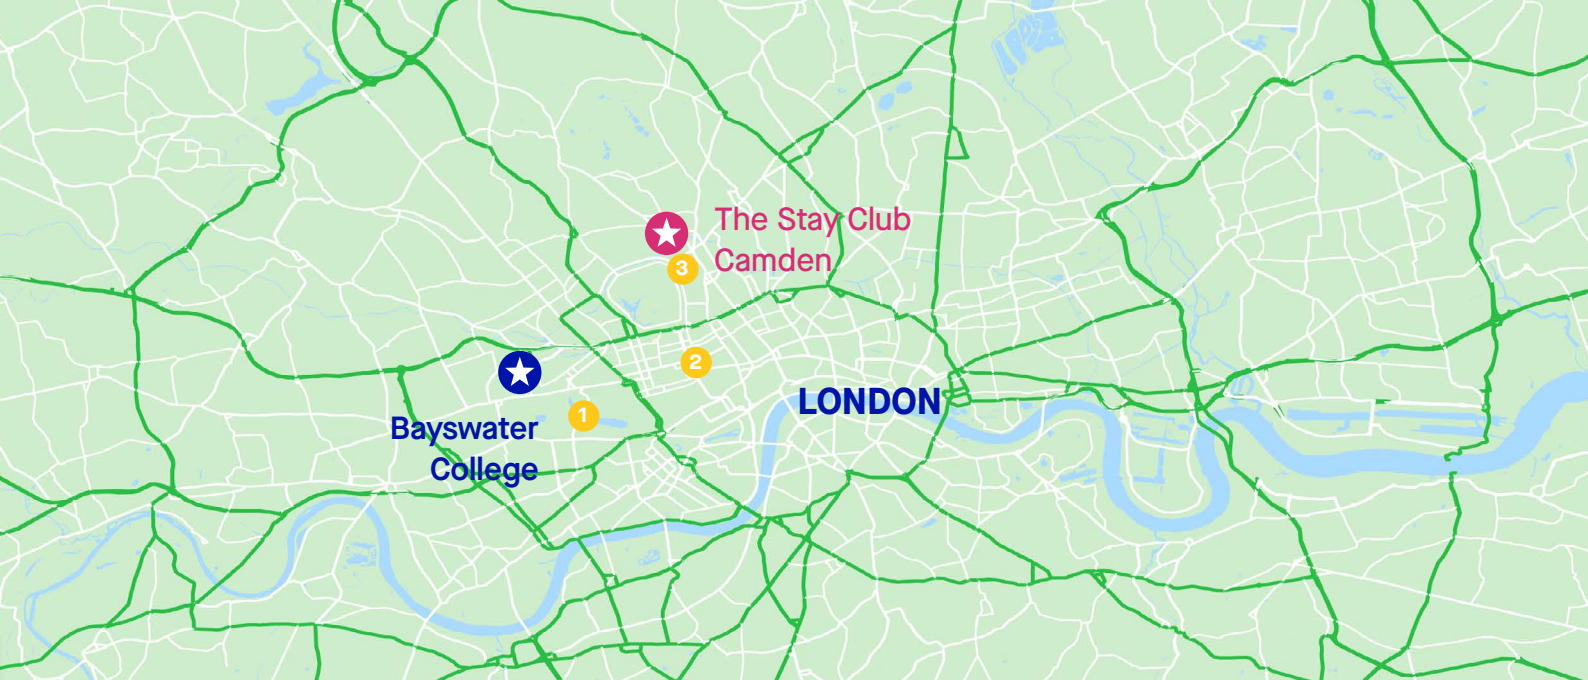 The Stay Club
Camden
3
2
LONDON
1
Bayswater
College